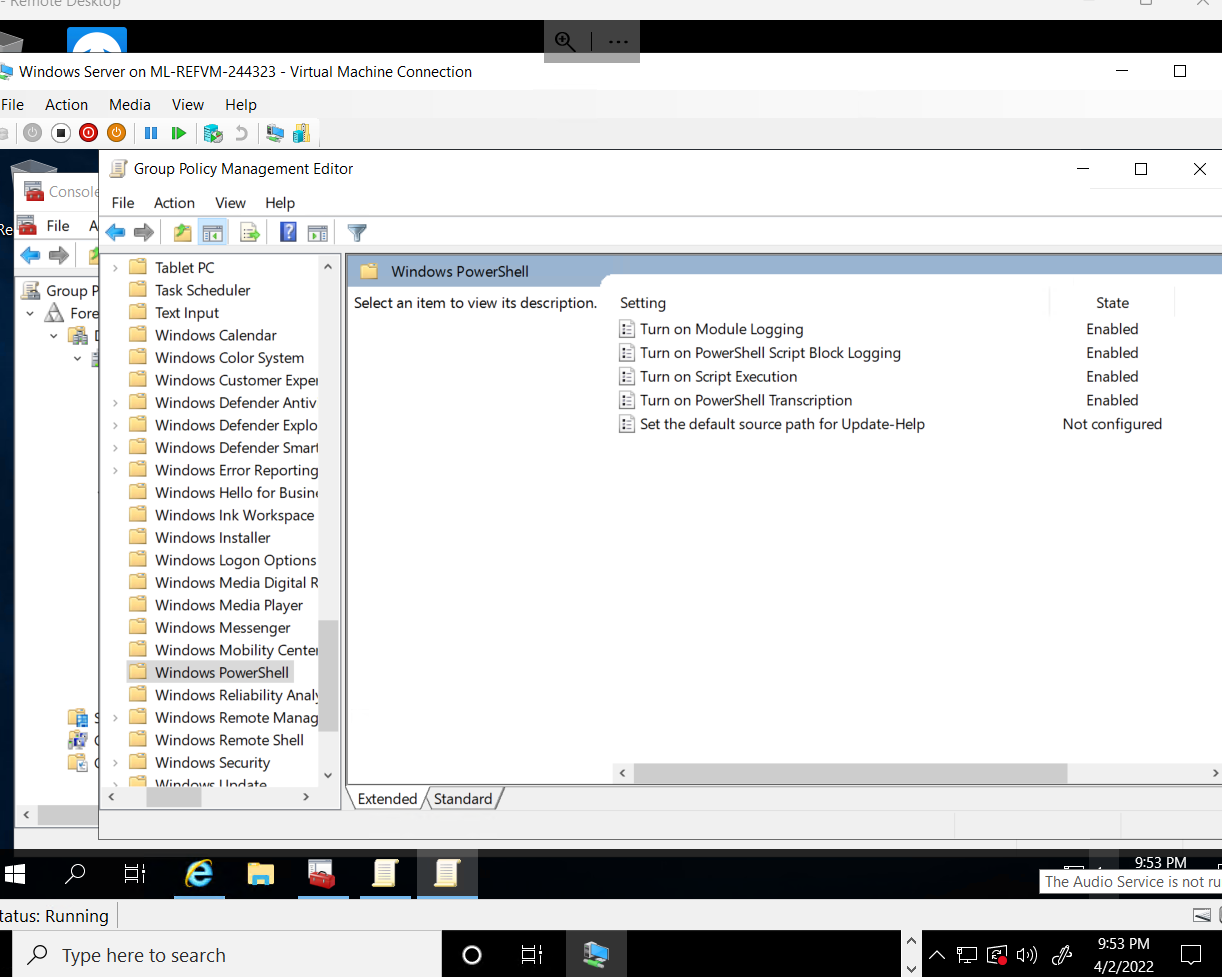 - Remote Desktop
Windows Server on ML-REFVM-244323 - Virtual Machine Connection
File Action Media View Help
Group Policy Management Editor
Console
File Action View Help
File A
Re
Group P
Fore
Tablet PC
Task Scheduler
Text Input
Windows Calendar
Windows Color System
Windows Customer Exper
Windows Defender Antiv
Windows Defender Explo
Windows Defender Smart
Windows Error Reporting
Windows Hello for Busine
Windows Ink Workspace
Windows Installer
Windows Logon Options
Windows Media Digital R
Windows Media Player
Windows Messenger
Windows Mobility Center
Windows PowerShell
Windows Reliability Analy
Windows Remote Manag
Windows Remote Shell
Windows Security
Windows Update
Windows PowerShell
Select an item to view its description.
Setting State
Turn on Module Logging Enabled
Turn on PowerShell Script Block Logging Enabled
Turn on Script Execution Enabled
Turn on PowerShell Transcription Enabled
Set the default source path for Update-Help Not configured
Extended Standard
9:53 PM
The Audio Service is not ru
tatus: Running
Type here to search
9:53 PM
4/2/2022